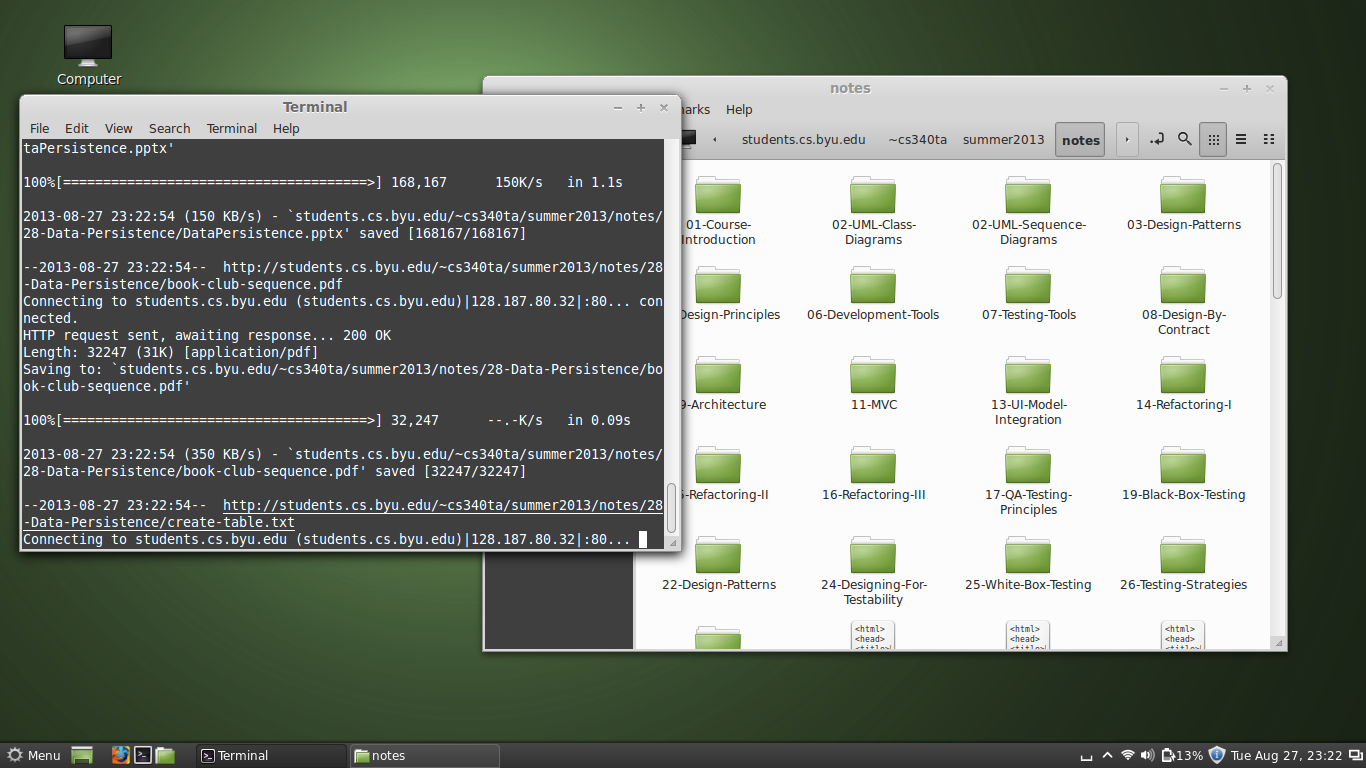 Computer
Terminal
File Edit View Search Terminal Help
taPersistence.pptx'
100%[======================================>] 168,167 150K/s in 1.1s
2013-08-27 23:22:54 (150 KB/s) - `students.cs.byu.edu/~cs340ta/summer2013/notes/
28-Data-Persistence/DataPersistence.pptx' saved [168167/168167]
--2013-08-27 23:22:54-- http://students.cs.byu.edu/~cs340ta/summer2013/notes/28
-Data-Persistence/book-club-sequence.pdf
Connecting to students.cs.byu.edu (students.cs.byu.edu)|128.187.80.32|:80... con
nected.
HTTP request sent, awaiting response... 200 OK
Length: 32247 (31K) [application/pdf]
Saving to: `students.cs.byu.edu/~cs340ta/summer2013/notes/28-Data-Persistence/bo
ok-club-sequence.pdf'
100%[======================================>] 32,247 --.-K/s in 0.09s
2013-08-27 23:22:54 (350 KB/s) - `students.cs.byu.edu/~cs340ta/summer2013/notes/
28-Data-Persistence/book-club-sequence.pdf' saved [32247/32247]
--2013-08-27 23:22:54-- http://students.cs.byu.edu/~cs340ta/summer2013/notes/28
-Data-Persistence/create-table.txt
Connecting to students.cs.byu.edu (students.cs.byu.edu)|128.187.80.32|:80...
notes
arks Help
students.cs.byu.edu ~cs340ta summer2013 notes
01-Course-
Introduction
02-UML-Class-
Diagrams
02-UML-Sequence-
Diagrams
03-Design-Patterns
Design-Principles
06-Development-Tools
07-Testing-Tools
08-Design-By-
Contract
9-Architecture
11-MVC
13-UI-Model-
Integration
14-Refactoring-I
-Refactoring-II
16-Refactoring-III
17-QA-Testing-
Principles
19-Black-Box-Testing
22-Design-Patterns
24-Designing-For-
Testability
25-White-Box-Testing
26-Testing-Strategies
<html>
<head>
<title>
<html>
<head>
<title>
<html>
<head>
<title>
Menu Terminal notes 13% Tue Aug 27, 23:22